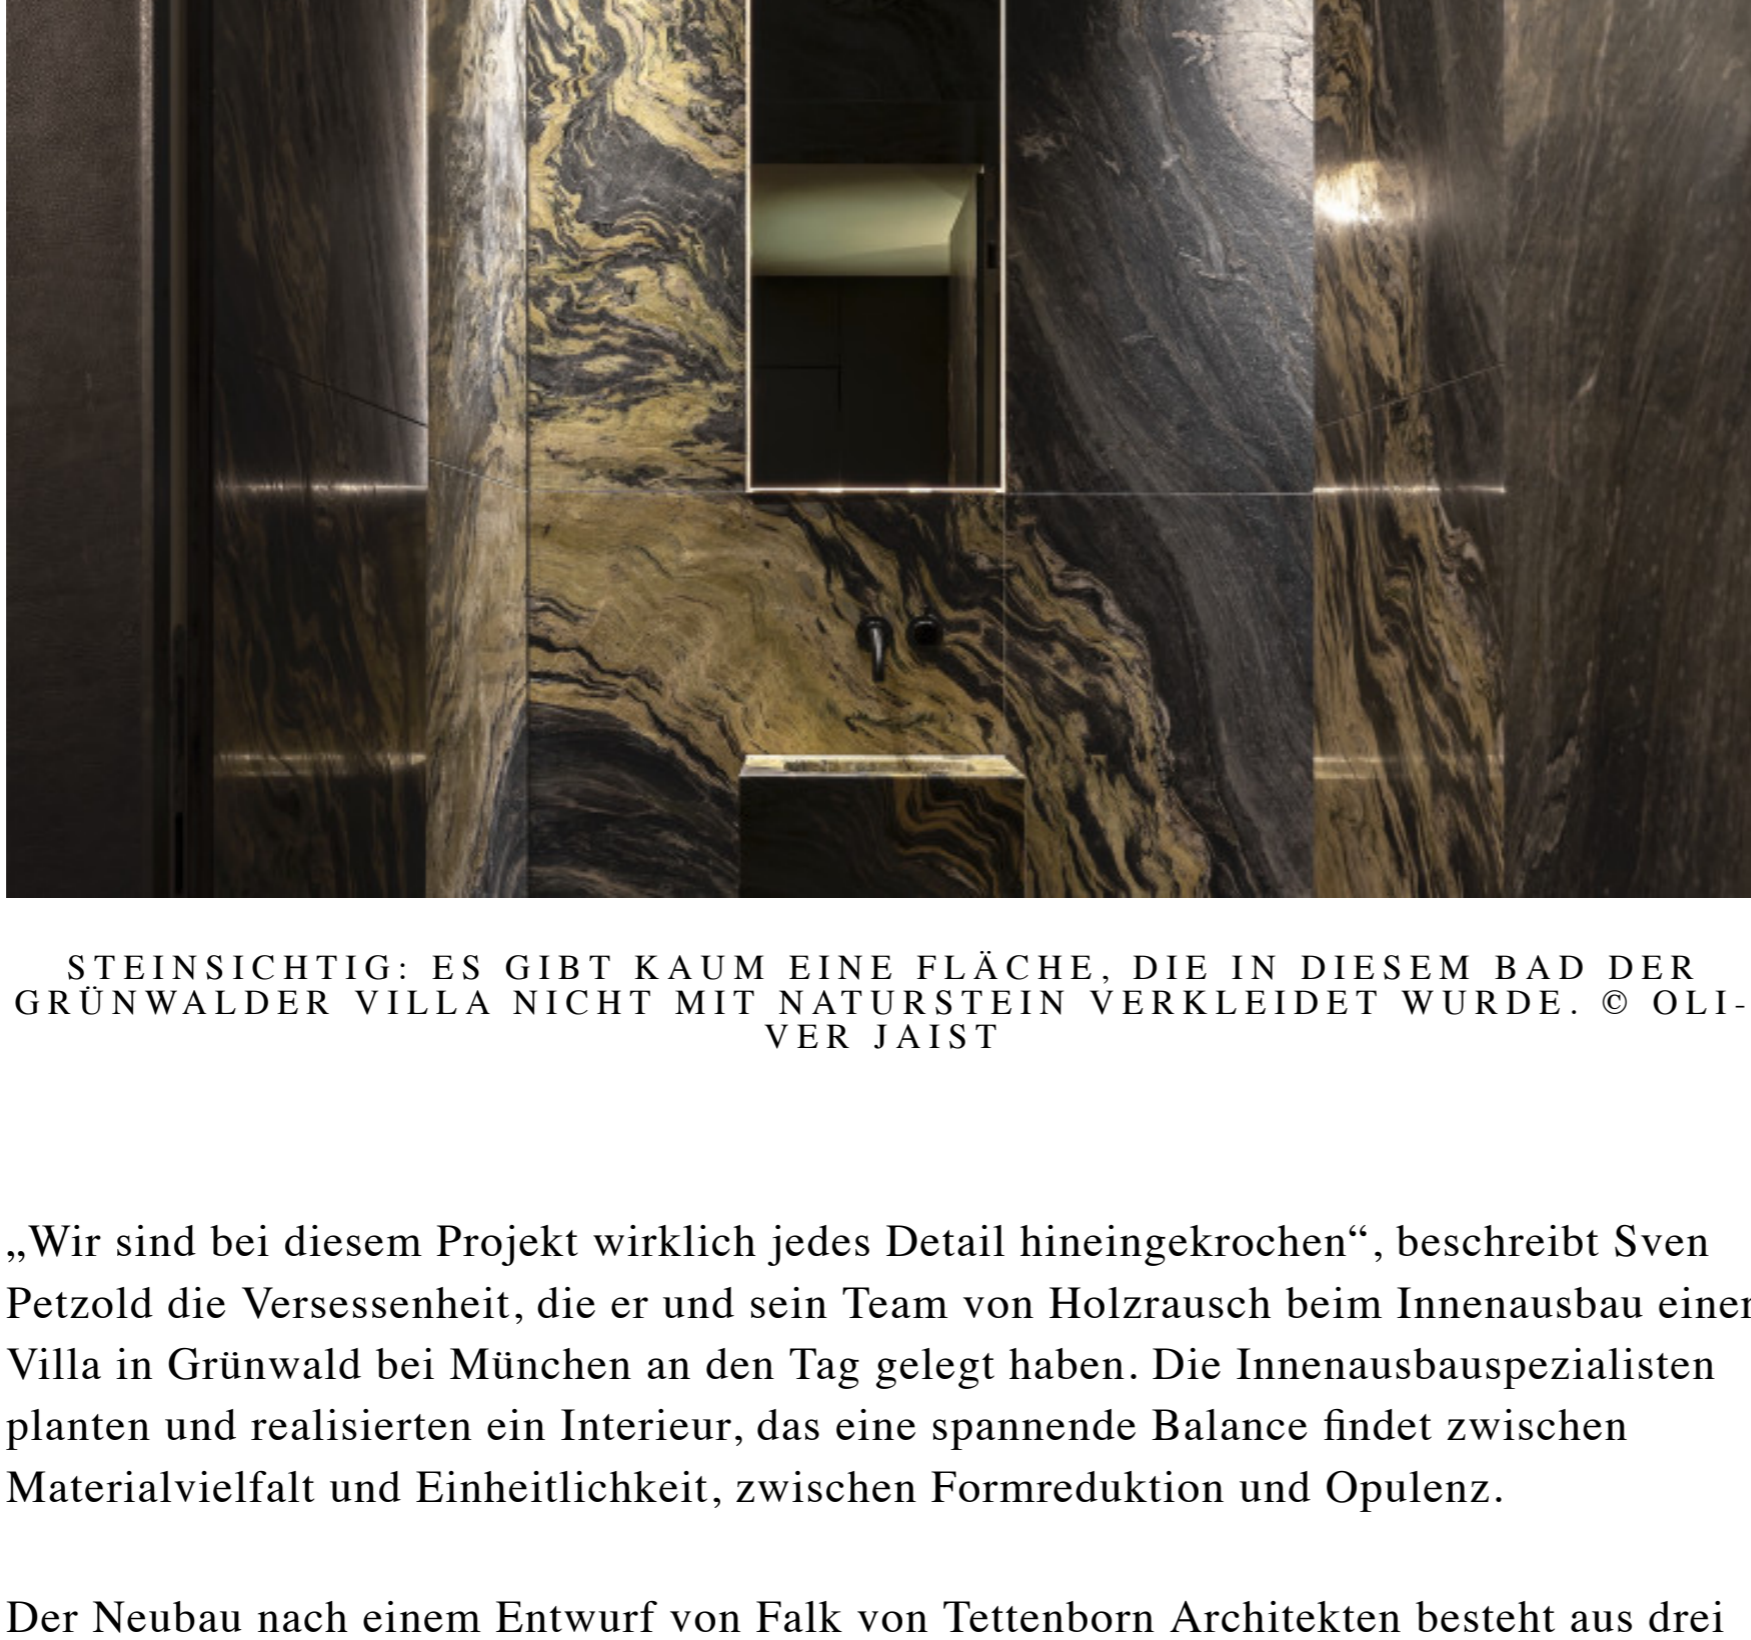 STEINSICHTIG: ES GIBT KAUM EINE FLÄCHE, DIE IN DIESEM BAD DER
GRÜNWALDER VILLA NICHT MIT NATURSTEIN VERKLEIDET WURDE. © OLI-
VER JAIST
„Wir sind bei diesem Projekt wirklich jedes Detail hineingekrochen“, beschreibt Sven
Petzold die Versessenheit, die er und sein Team von Holzrausch beim Innenausbau einer
Villa in Grünwald bei München an den Tag gelegt haben. Die Innenausbauspezialisten
planten und realisierten ein Interieur, das eine spannende Balance findet zwischen
Materialvielfalt und Einheitlichkeit, zwischen Formreduktion und Opulenz.
Der Neubau nach einem Entwurf von Falk von Tettenborn Architekten besteht aus drei